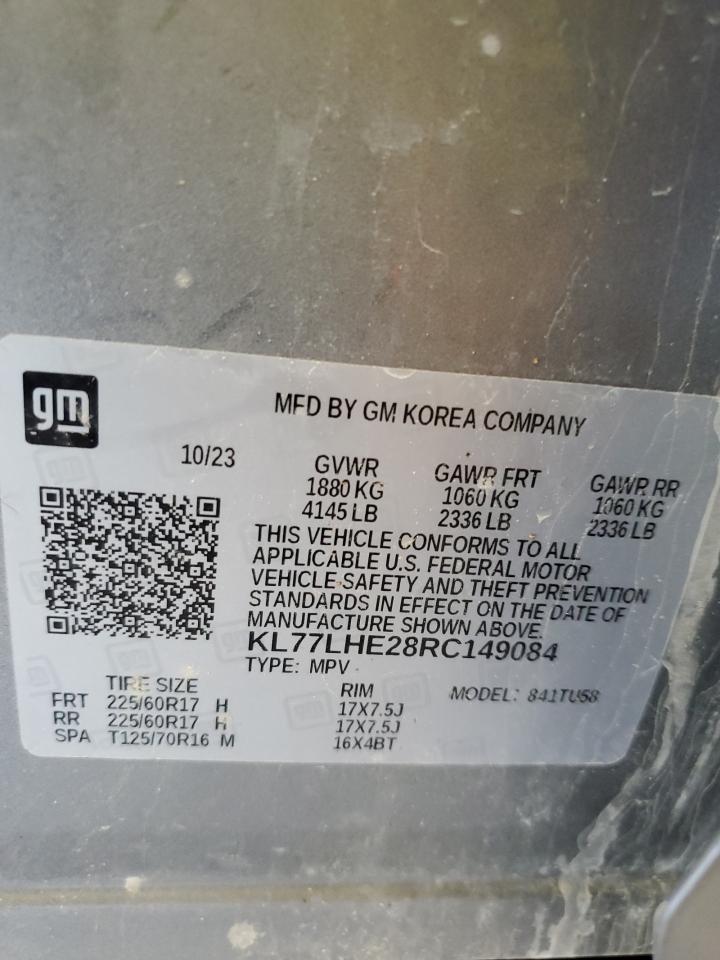 gm
MFD BY GM KOREA COMPANY
10/23 GVWR GAWR FRT GAWR RR
1880 KG 1060 KG 1060 KG
4145 LB 2336 LB 2336 LB
THIS VEHICLE CONFORMS TO ALL
APPLICABLE U.S. FEDERAL MOTOR
VEHICLE SAFETY AND THEFT PREVENTION
STANDARDS IN EFFECT ON THE DATE OF
MANUFACTURE SHOWN ABOVE.
KL77LHE28RC149084
TYPE: MPV
TIRE SIZE RIM MODEL: 841TU58
FRT 225/60R17 H 17X7.5J
RR 225/60R17 H 17X7.5J
SPA T125/70R16 M 16X4BT